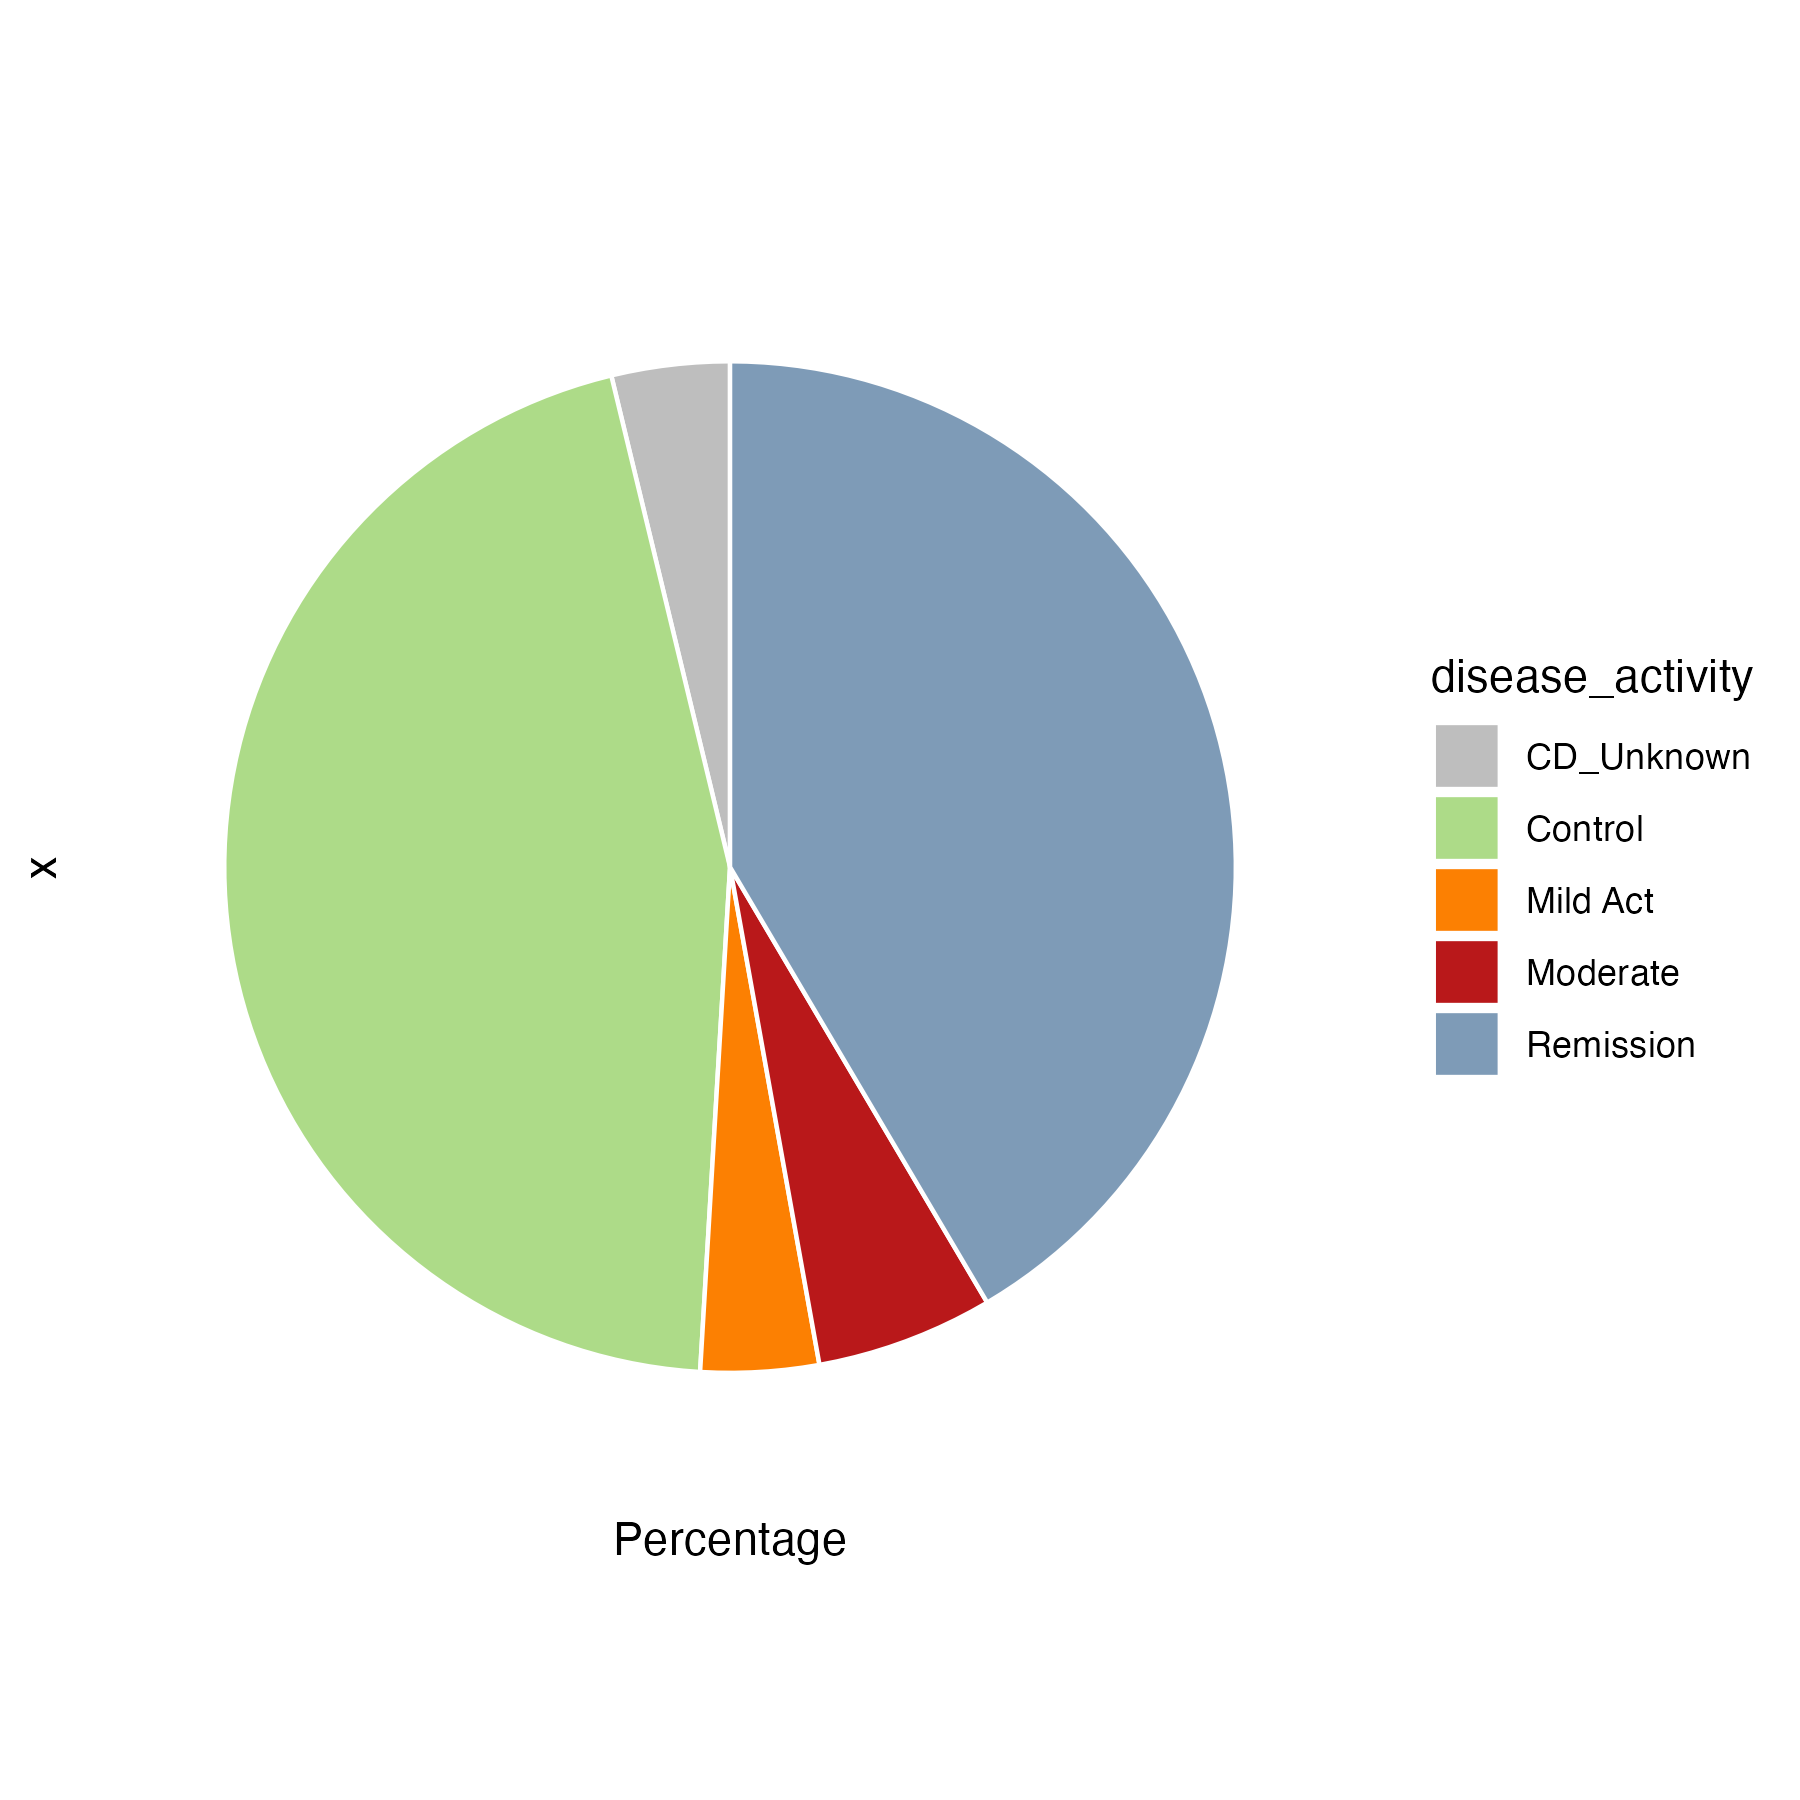 x
Percentage
disease_activity
CD_Unknown
Control
Mild Act
Moderate
Remission